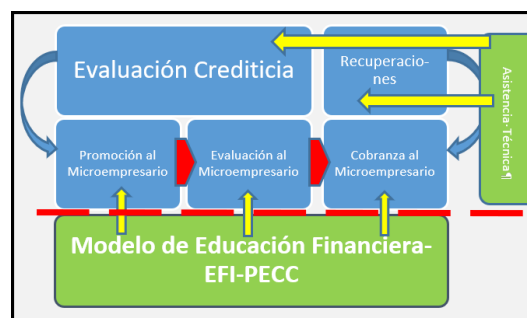 Evaluación Crediticia
Recuperacio-
nes
Asistencia·Técnica¶
Promoción al
Microempresario
Evaluación al
Microempresario
Cobranza al
Microempresario
Modelo de Educación Financiera-
EFI-PECC